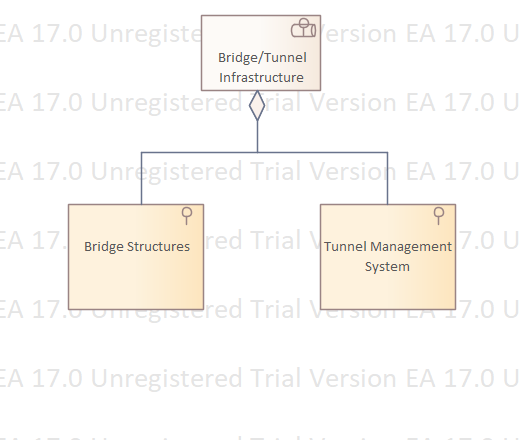 EA 17.0 Unregistered Trial Version EA 17.0 U
Bridge/Tunnel
Infrastructure
EA 17.0 Unregistered Trial Version EA 17.0 U
EA 17.0 Unregistered Trial Version EA 17.0 U
EA 17.0 Unregistered Trial Version EA 17.0 U
Bridge Structures
Tunnel Management
System
EA 17.0 Unregistered Trial Version EA 17.0 U
EA 17.0 Unregistered Trial Version EA 17.0 U